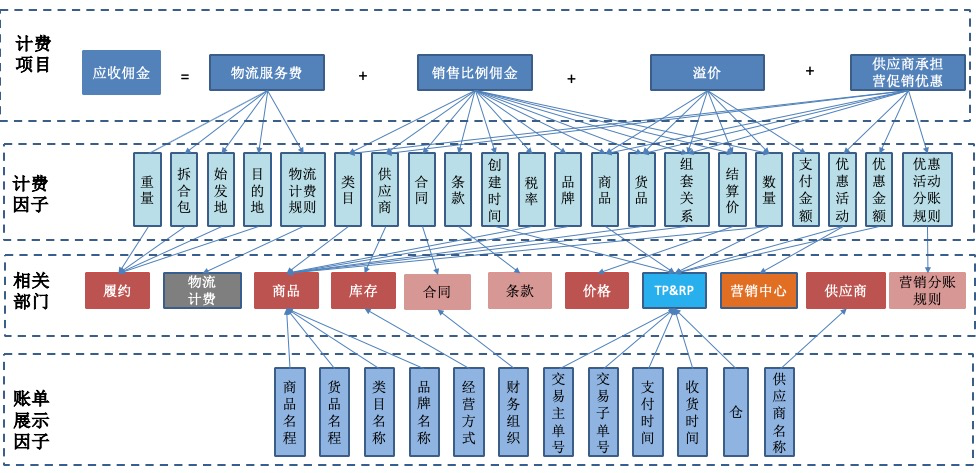 计费
项目
应收佣金
=
物流服务费
+
销售比例佣金
+
溢价
+
供应商承担
营促销优惠
计费
因子
重量
拆合包
始发地
目的地
物流
计费
规则
类目
供应商
合同
条款
创建
时间
税率
品牌
商品
货品
组套关系
结算价
数量
支付金额
优惠活动
优惠金额
优惠
活动
分账
规则
相关
部门
履约
物流
计费
商品
库存
合同
条款
价格
TP&RP
营销中心
供应商
营销分账
规则
账单
展示
因子
商品名程
货品名程
类目名称
品牌名称
经营方式
财务组织
交易主单号
交易子单号
支付时间
收货时间
仓
供应商名称